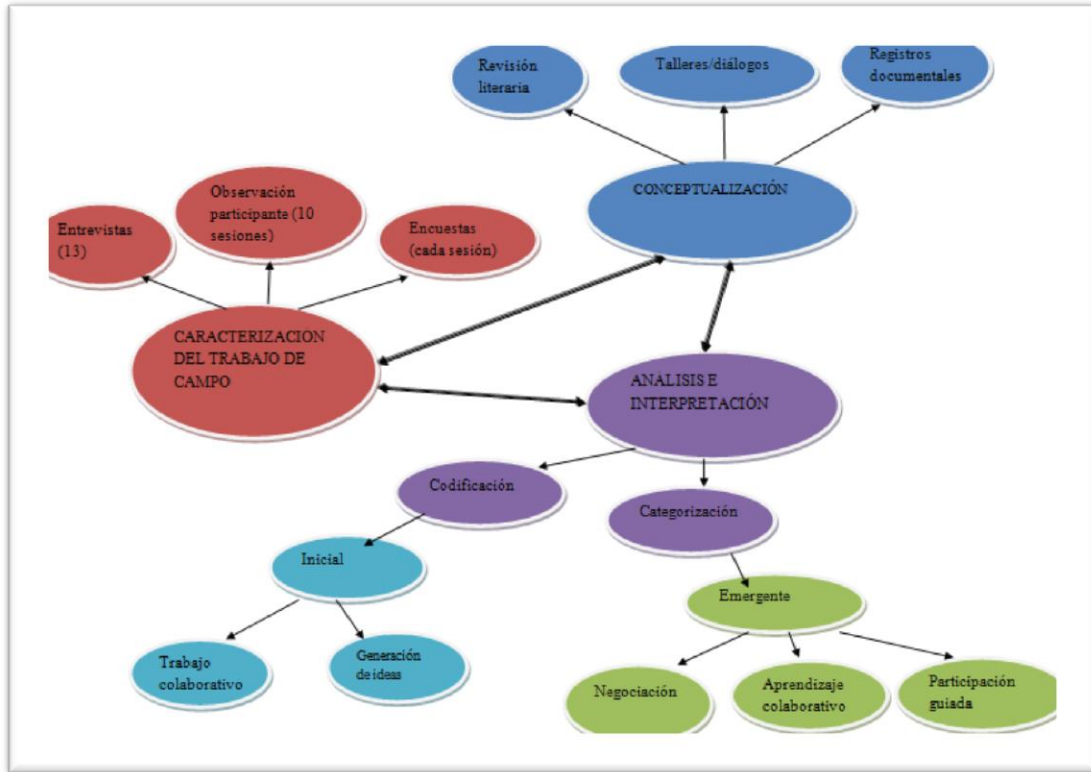 Revisión
literaria
Talleres/diálogos
Registros
documentales
CONCEPTUALIZACIÓN
Observación
participante (10
sesiones)
Entrevistas
(13)
Encuestas
(cada sesión)
CARACTERIZACION
DEL TRABAJO DE
CAMPO
ANÁLISIS E
INTERPRETACIÓN
Codificación
Categorización
Inicial
Emergente
Trabajo
colaborativo
Generación
de ideas
Negociación
Aprendizaje
colaborativo
Participación
guiada